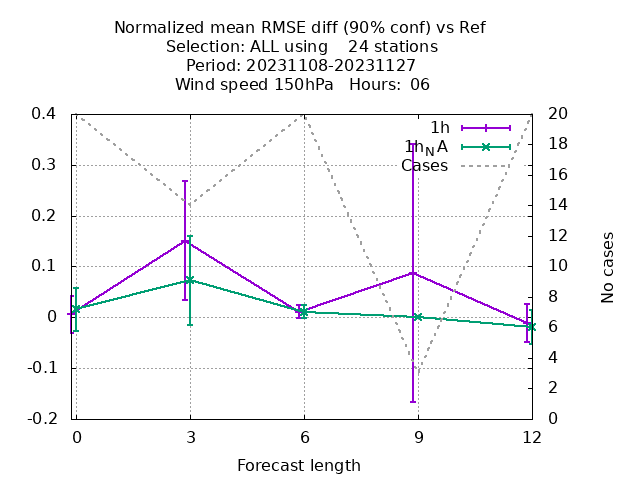 Normalized mean RMSE diff (90% conf) vs Ref
Selection: ALL using    24 stations
Period: 20231108-20231127
Wind speed 150hPa   Hours:  06
1h
1h_N A
Cases
0.4
0.3
0.2
0.1
0
-0.1
-0.2
20
18
16
14
12
10
8
6
4
2
0
No cases
0 3 6 9 12
Forecast length